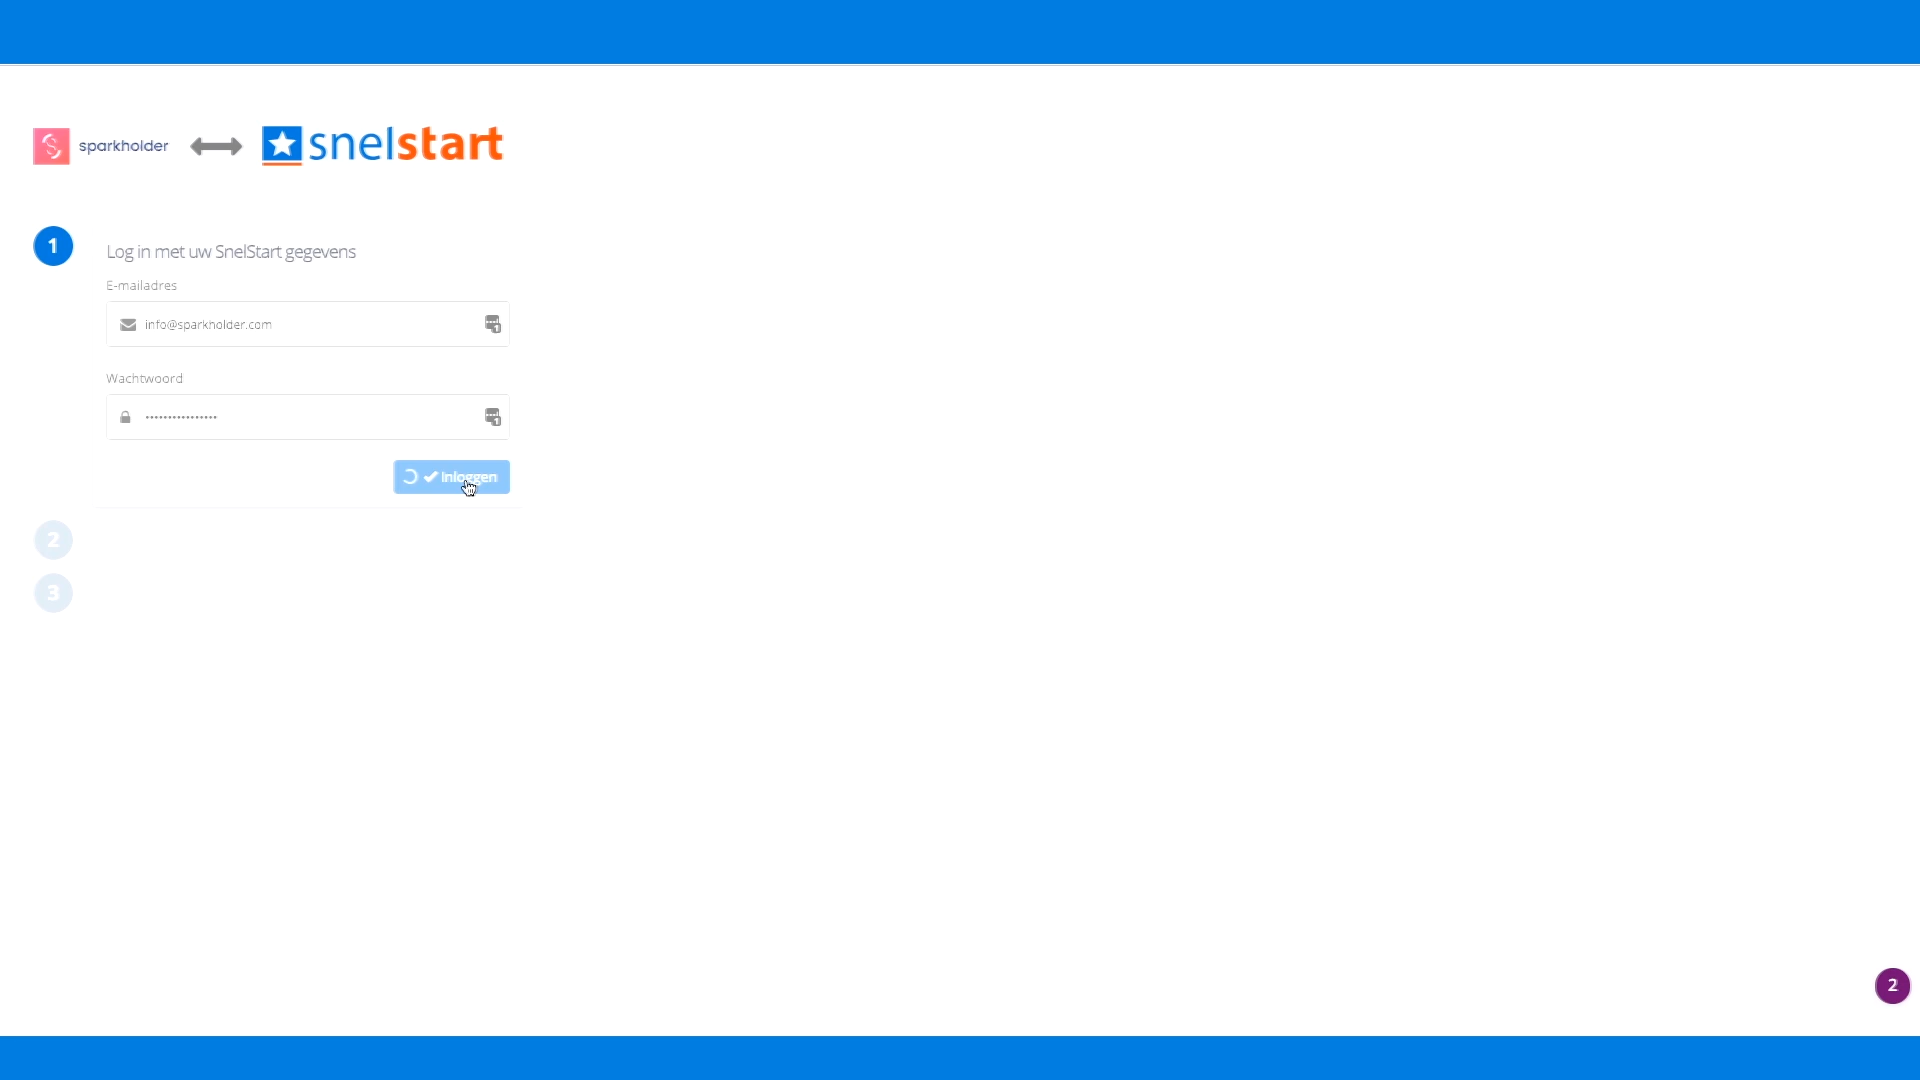 sparkholder
snelstart
1
Log in met uw SnelStart gegevens
E-mailadres
info@sparkholder.com
Wachtwoord
••••••••••••••••
Inloggen
2
3
2